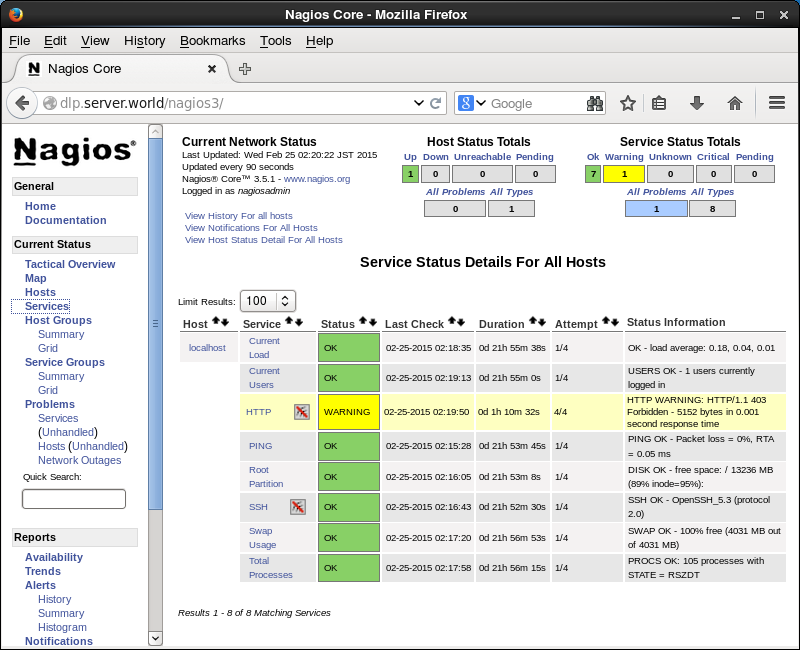 Nagios Core - Mozilla Firefox
File Edit View History Bookmarks Tools Help
N Nagios Core
dlp.server.world/nagios3/
8 Google
Nagios®
General
Home
Documentation
Current Status
Tactical Overview
Map
Hosts
Services
Host Groups
Summary
Grid
Service Groups
Summary
Grid
Problems
Services
(Unhandled)
Hosts (Unhandled)
Network Outages
Quick Search:
Reports
Availability
Trends
Alerts
History
Summary
Histogram
Notifications
Current Network Status
Last Updated: Wed Feb 25 02:20:22 JST 2015
Updated every 90 seconds
Nagios® Core™ 3.5.1 - www.nagios.org
Logged in as nagiosadmin
View History For all hosts
View Notifications For All Hosts
View Host Status Detail For All Hosts
Host Status Totals
Up Down Unreachable Pending
1 0 0 0
All Problems All Types
0 1
Service Status Totals
Ok Warning Unknown Critical Pending
7 1 0 0 0
All Problems All Types
1 8
Service Status Details For All Hosts
Limit Results: 100
Host Service Status Last Check Duration Attempt Status Information
localhost Current Load OK 02-25-2015 02:18:35 0d 21h 55m 38s 1/4 OK - load average: 0.18, 0.04, 0.01
Current Users OK 02-25-2015 02:19:13 0d 21h 55m 0s 1/4 USERS OK - 1 users currently logged in
HTTP WARNING 02-25-2015 02:19:50 0d 1h 10m 32s 4/4 HTTP WARNING: HTTP/1.1 403 Forbidden - 5152 bytes in 0.001 second response time
PING OK 02-25-2015 02:15:28 0d 21h 53m 45s 1/4 PING OK - Packet loss = 0%, RTA = 0.05 ms
Root Partition OK 02-25-2015 02:16:05 0d 21h 53m 8s 1/4 DISK OK - free space: / 13236 MB (89% inode=95%):
SSH OK 02-25-2015 02:16:43 0d 21h 52m 30s 1/4 SSH OK - OpenSSH_5.3 (protocol 2.0)
Swap Usage OK 02-25-2015 02:17:20 0d 21h 56m 53s 1/4 SWAP OK - 100% free (4031 MB out of 4031 MB)
Total Processes OK 02-25-2015 02:17:58 0d 21h 56m 15s 1/4 PROCS OK: 105 processes with STATE = RSZDT
Results 1 - 8 of 8 Matching Services